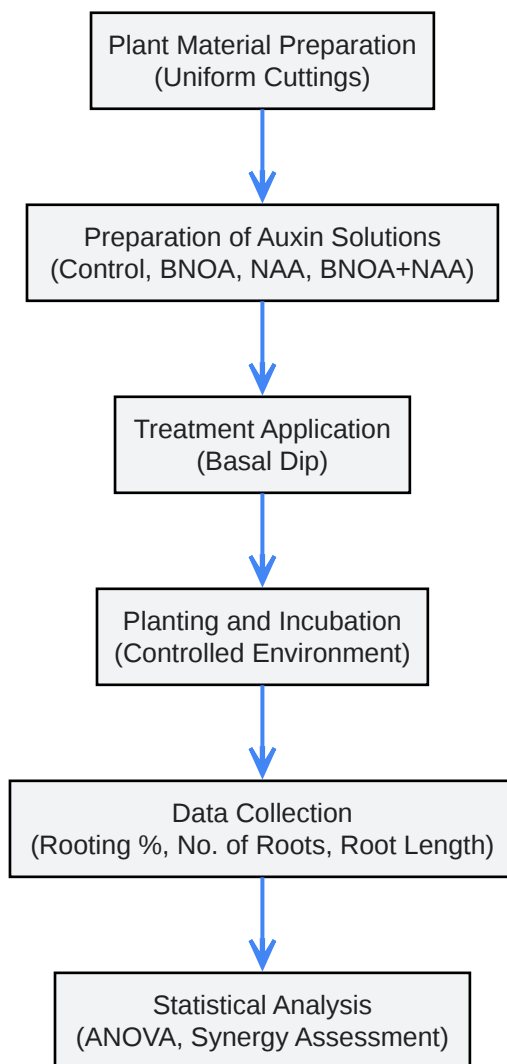 Plant Material Preparation
(Uniform Cuttings)
Preparation of Auxin Solutions
(Control, BNOA, NAA, BNOA+NAA)
Treatment Application
(Basal Dip)
Planting and Incubation
(Controlled Environment)
Data Collection
(Rooting %, No. of Roots, Root Length)
Statistical Analysis
(ANOVA, Synergy Assessment)